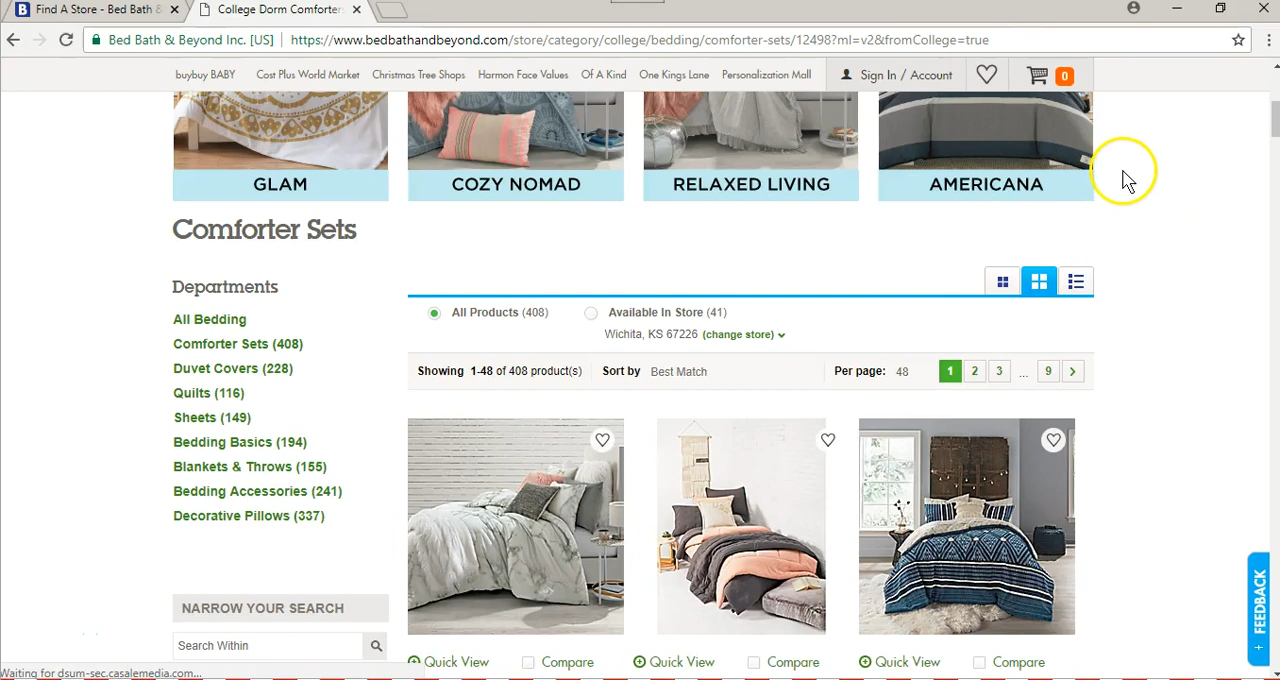 Find A Store - Bed Bath &
College Dorm Comforter
Bed Bath & Beyond Inc. [US]
https://www.bedbathandbeyond.com/store/category/college/bedding/comforter-sets/12498?ml=v2&fromCollege=true
buybuy BABY Cost Plus World Market Christmas Tree Shops Harmon Face Values Of A Kind One Kings Lane Personalization Mall Sign In / Account 0
GLAM COZY NOMAD RELAXED LIVING AMERICANA
Comforter Sets
Departments
All Bedding
Comforter Sets (408)
Duvet Covers (228)
Quilts (116)
Sheets (149)
Bedding Basics (194)
Blankets & Throws (155)
Bedding Accessories (241)
Decorative Pillows (337)
NARROW YOUR SEARCH
Search Within
All Products (408) Available In Store (41)
Wichita, KS 67226 (change store)
Showing 1-48 of 408 product(s) Sort by Best Match Per page: 48 1 2 3 ... 9 >
Quick View Compare Quick View Compare Quick View Compare
+ FEEDBACK
Waiting for dsum-sec.casalemedia.com...